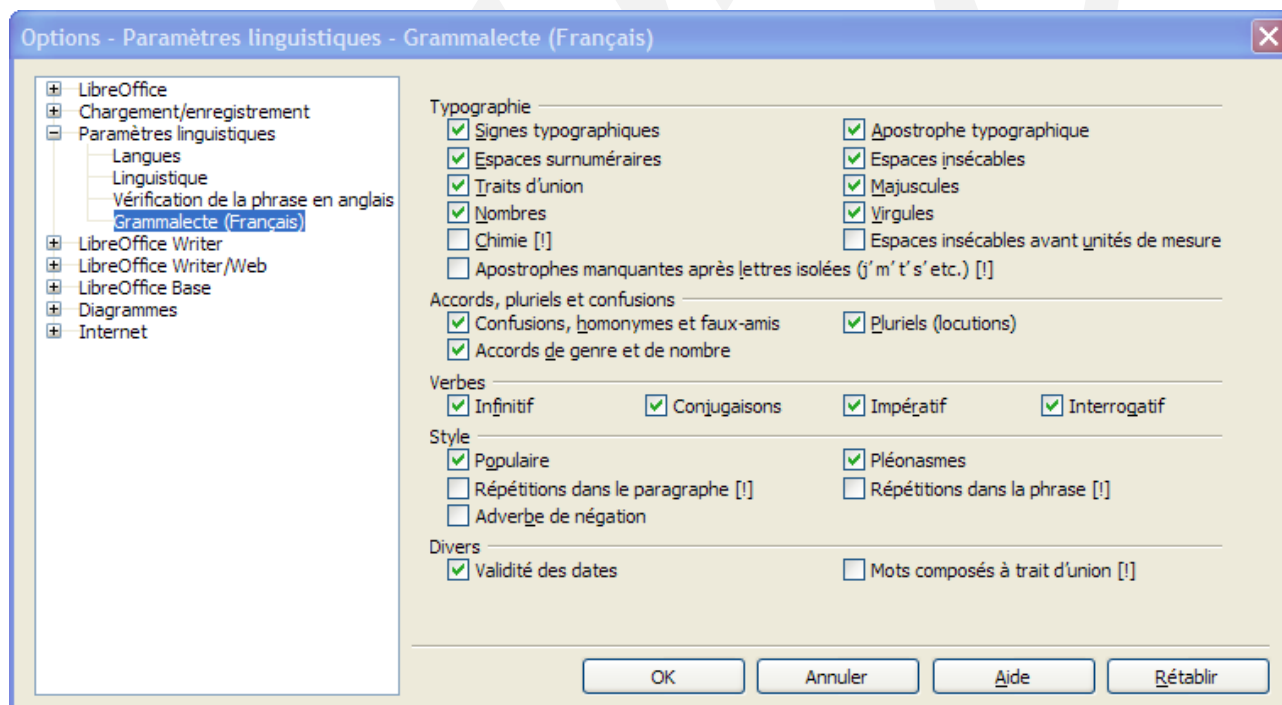 Options - Paramètres linguistiques - Grammalecte (Français)
LibreOffice
Chargement/enregistrement
Paramètres linguistiques
Langues
Linguistique
Vérification de la phrase en anglais
Grammalecte (Français)
LibreOffice Writer
LibreOffice Writer/Web
LibreOffice Base
Diagrammes
Internet
Typographie
Signes typographiques Apostrophe typographique
Espaces surnuméraires Espaces insécables
Traits d’union Majuscules
Nombres Virgules
Chimie [!] Espaces insécables avant unités de mesure
Apostrophes manquantes après lettres isolées (j’ m’ t’ s’ etc.) [!]
Accords, pluriels et confusions
Confusions, homonymes et faux-amis Pluriels (locutions)
Accords de genre et de nombre
Verbes
Infinitif Conjugaisons Impératif Interrogatif
Style
Populaire Pléonasmes
Répétitions dans le paragraphe [!] Répétitions dans la phrase [!]
Adverbe de négation
Divers
Validité des dates Mots composés à trait d’union [!]
OK Annuler Aide Rétablir